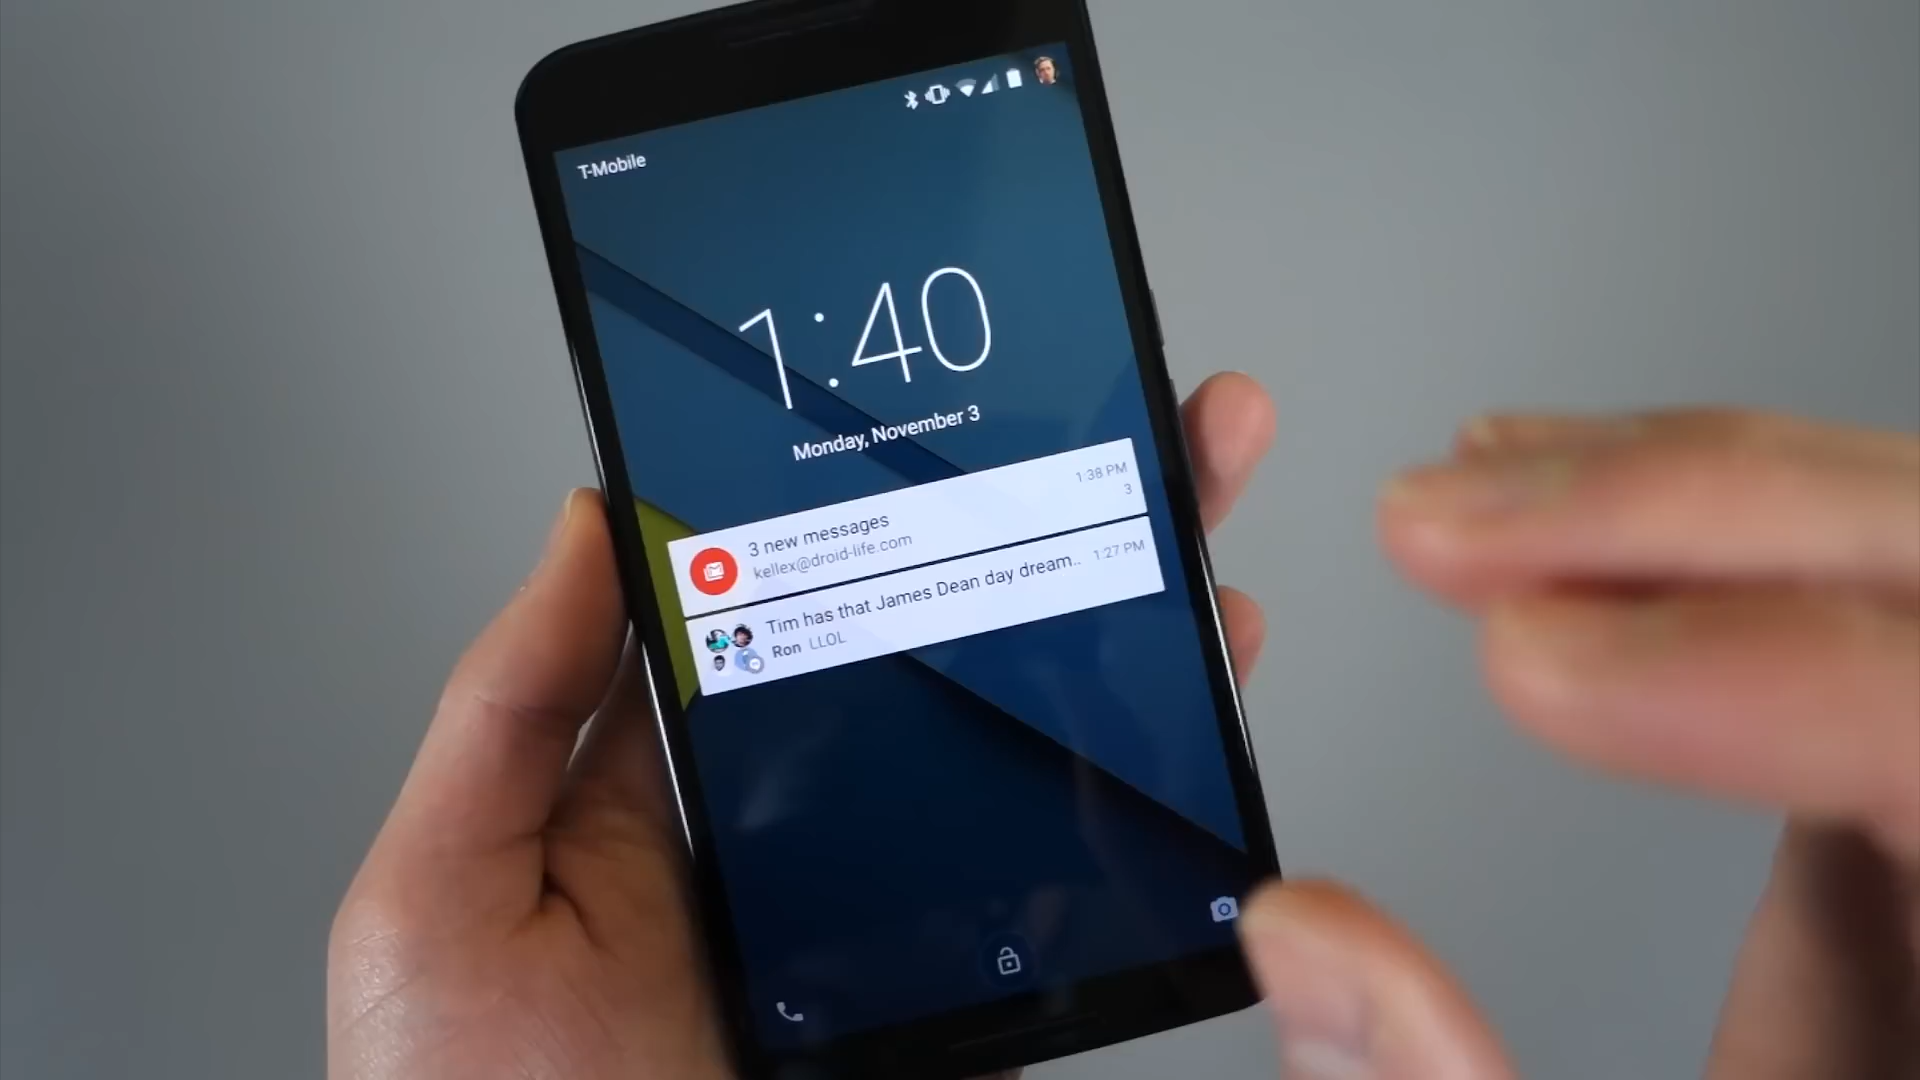 T-Mobile
1:40
Monday, November 3
3 new messages 1:38 PM
kellex@droid-life.com 3
Tim has that James Dean day dream.. 1:27 PM
Ron LLOL